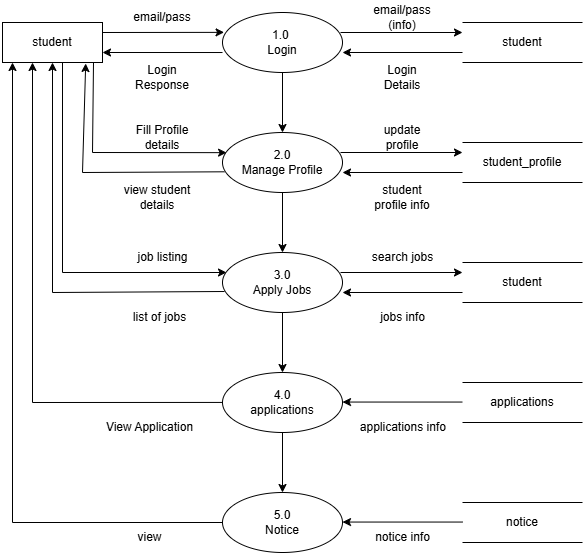 student
email/pass
1.0
Login
email/pass
(info)
student
Login
Response
Login
Details
Fill Profile
details
2.0
Manage Profile
update
profile
student_profile
view student
details
student
profile info
job listing
3.0
Apply Jobs
search jobs
student
list of jobs
jobs info
4.0
applications
applications
View Application
applications info
5.0
Notice
notice
view
notice info